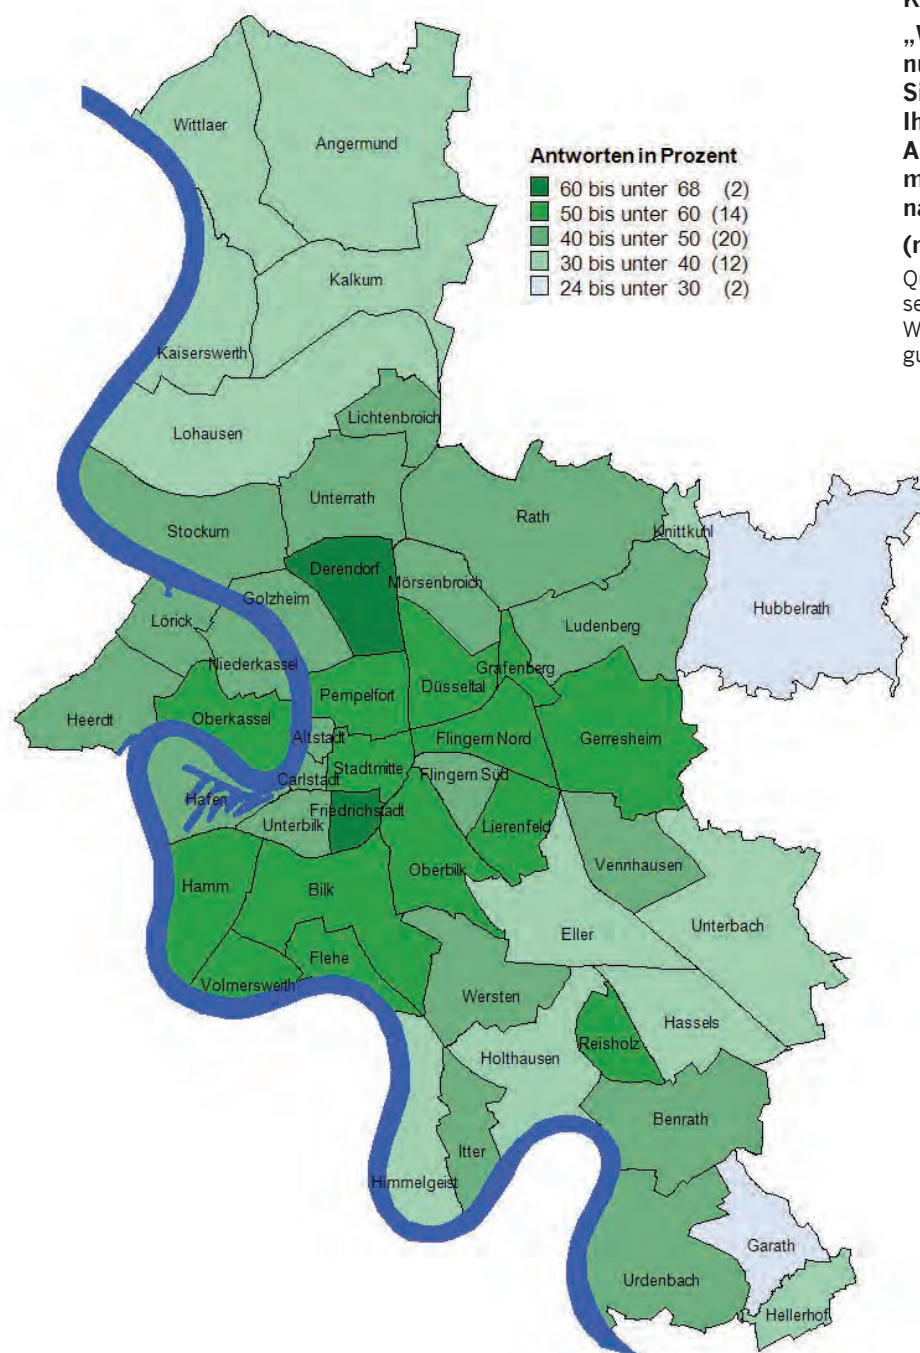 Wittlaer
Angermund
Kalkum
Kaiserswerth
Lohausen
Lichtenbroich
Unterrath
Stockum
Rath
Knittkuhl
Hubbelrath
Derendorf
Mörsenbroich
Golzheim
Lörick
Ludenberg
Niederkassel
Grafenberg
Düsseltal
Pempelfort
Heerdt
Oberkassel
Altstadt
Flingern Nord
Gerresheim
Stadtmitte
Carlstadt
Flingern Süd
Hafen
Friedrichstadt
Unterbilk
Lierenfeld
Vennhausen
Oberbilk
Hamm
Bilk
Unterbach
Eller
Flehe
Volmerswerth
Wersten
Hassels
Reisholz
Holthausen
Benrath
Itter
Himmelgeist
Garath
Urdenbach
Hellerhof
Antworten in Prozent
60 bis unter 68 (2)
50 bis unter 60 (14)
40 bis unter 50 (20)
30 bis unter 40 (12)
24 bis unter 30 (2)